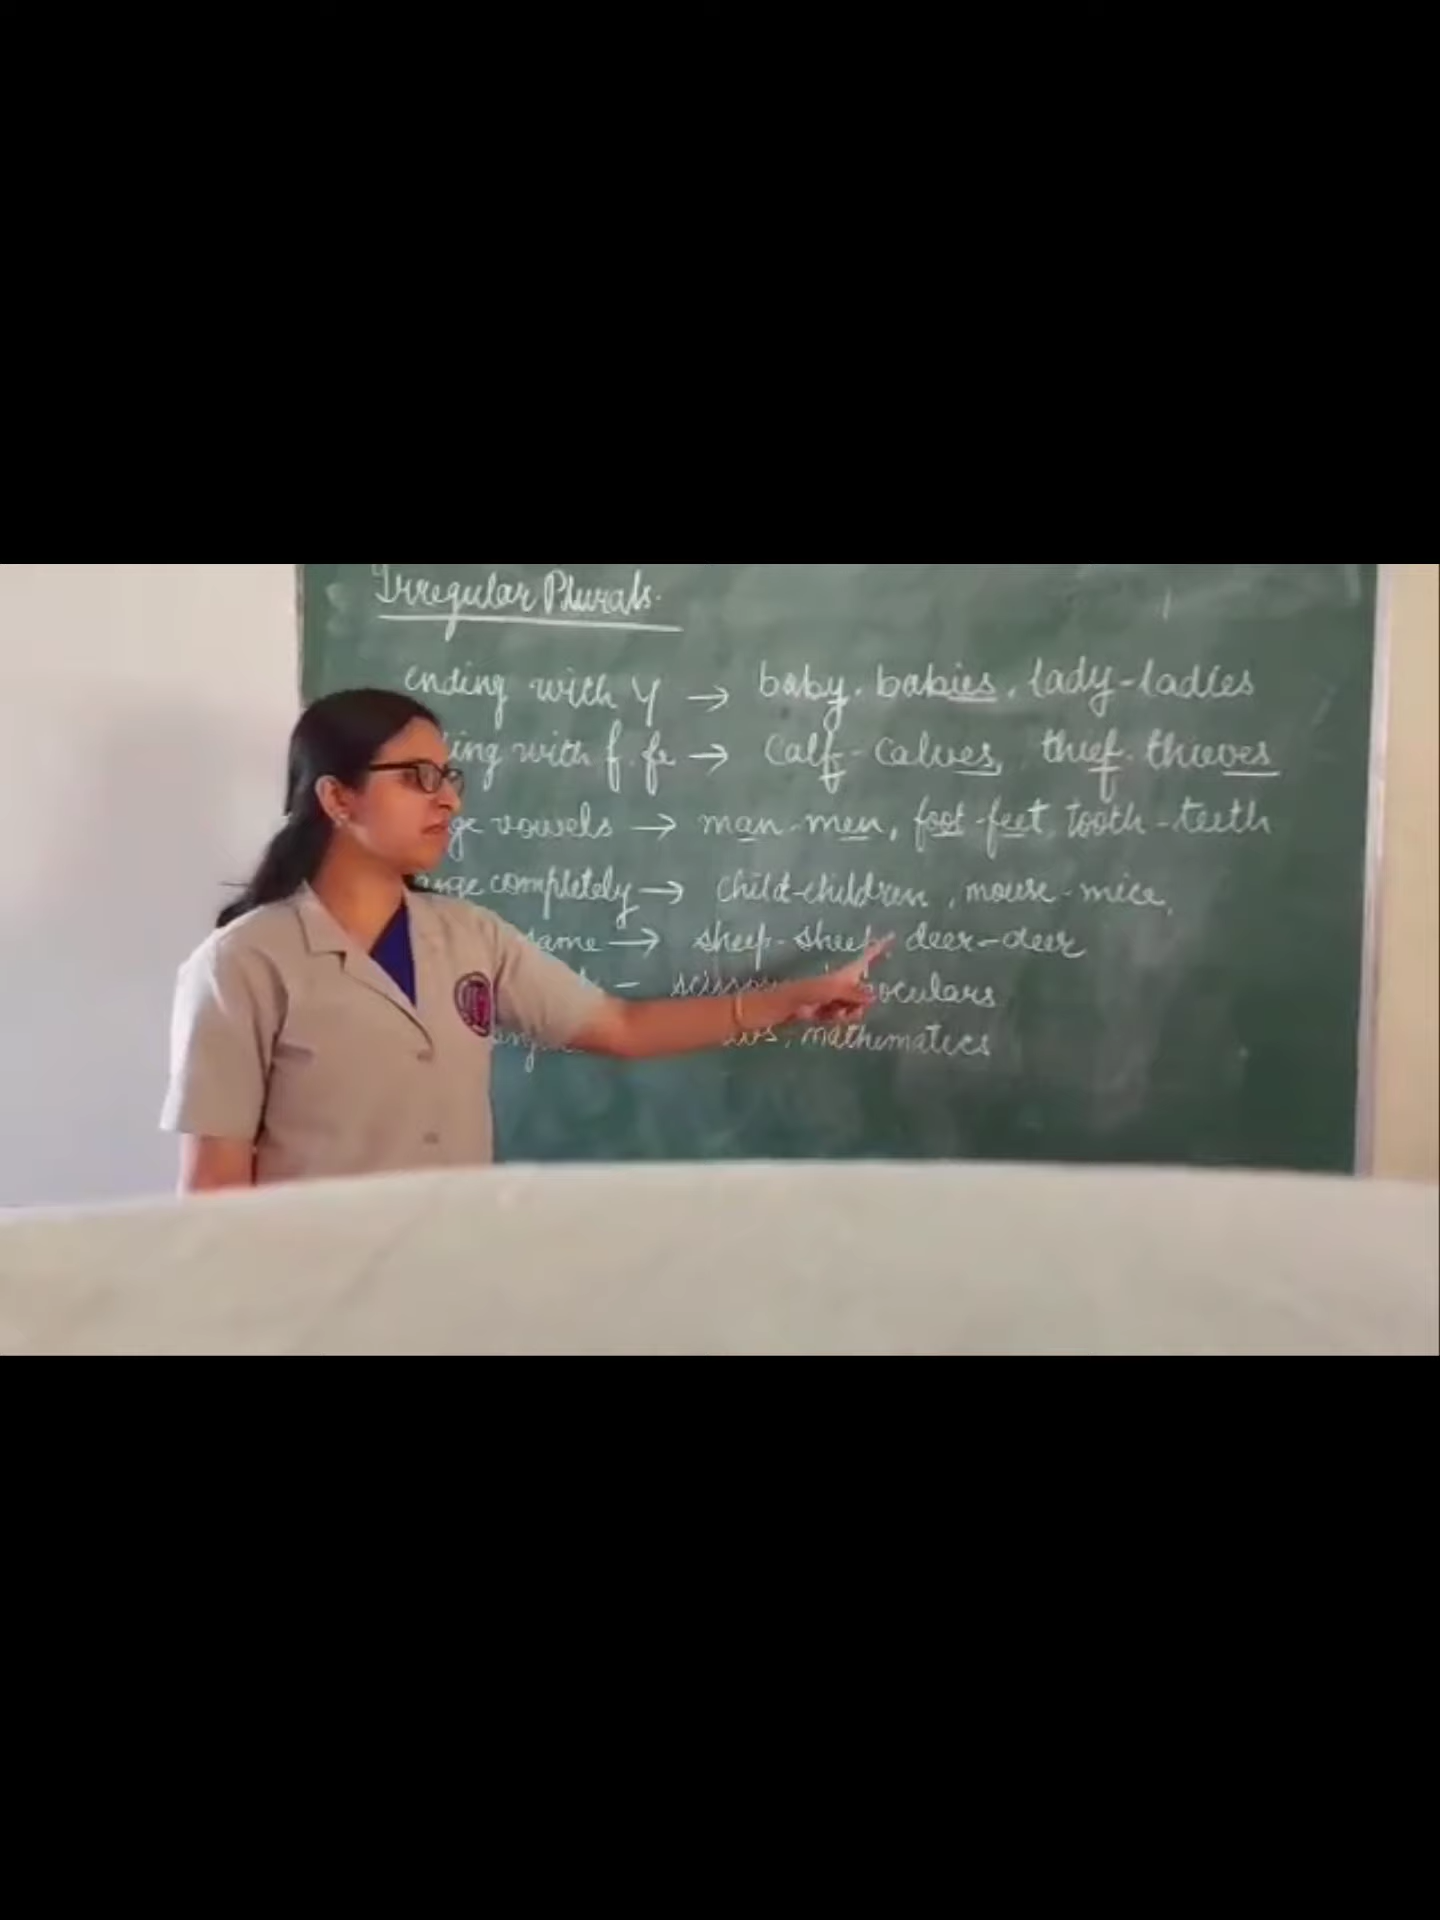 Irregular Plurals.
ending with y → baby. babies, lady-ladies
with f. fe → calf-calves, thief. thieves
vowels → man-men, foot-feet, tooth-teeth
completely → child-children, mouse-mice,
same → sheep-sheep, deer-deer
mathematics